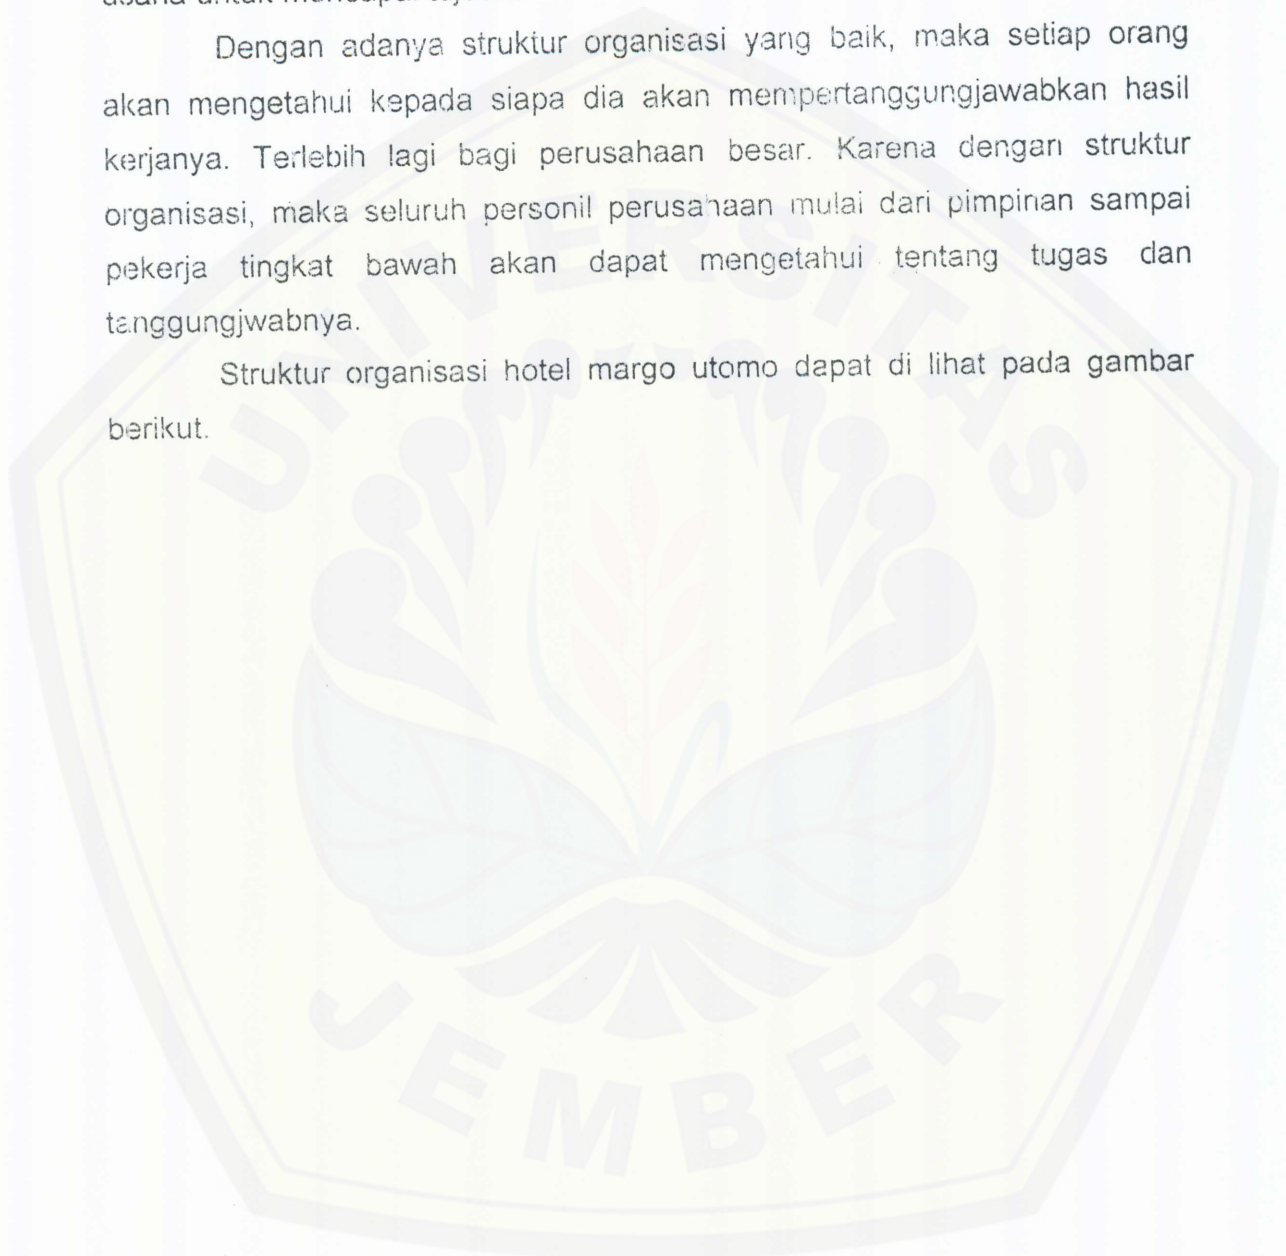 Dengan adanya struktur organisasi yang baik, maka setiap orang
akan mengetahui kepada siapa dia akan mempertanggungjawabkan hasil
kerjanya. Terlebih lagi bagi perusahaan besar. Karena dengan struktur
organisasi, maka seluruh personil perusahaan mulai dari pimpinan sampai
pekerja tingkat bawah akan dapat mengetahui tentang tugas dan
tanggungjwabnya.
Struktur organisasi hotel margo utomo dapat di lihat pada gambar
berikut.
UNIVERSITAS
JEMBER